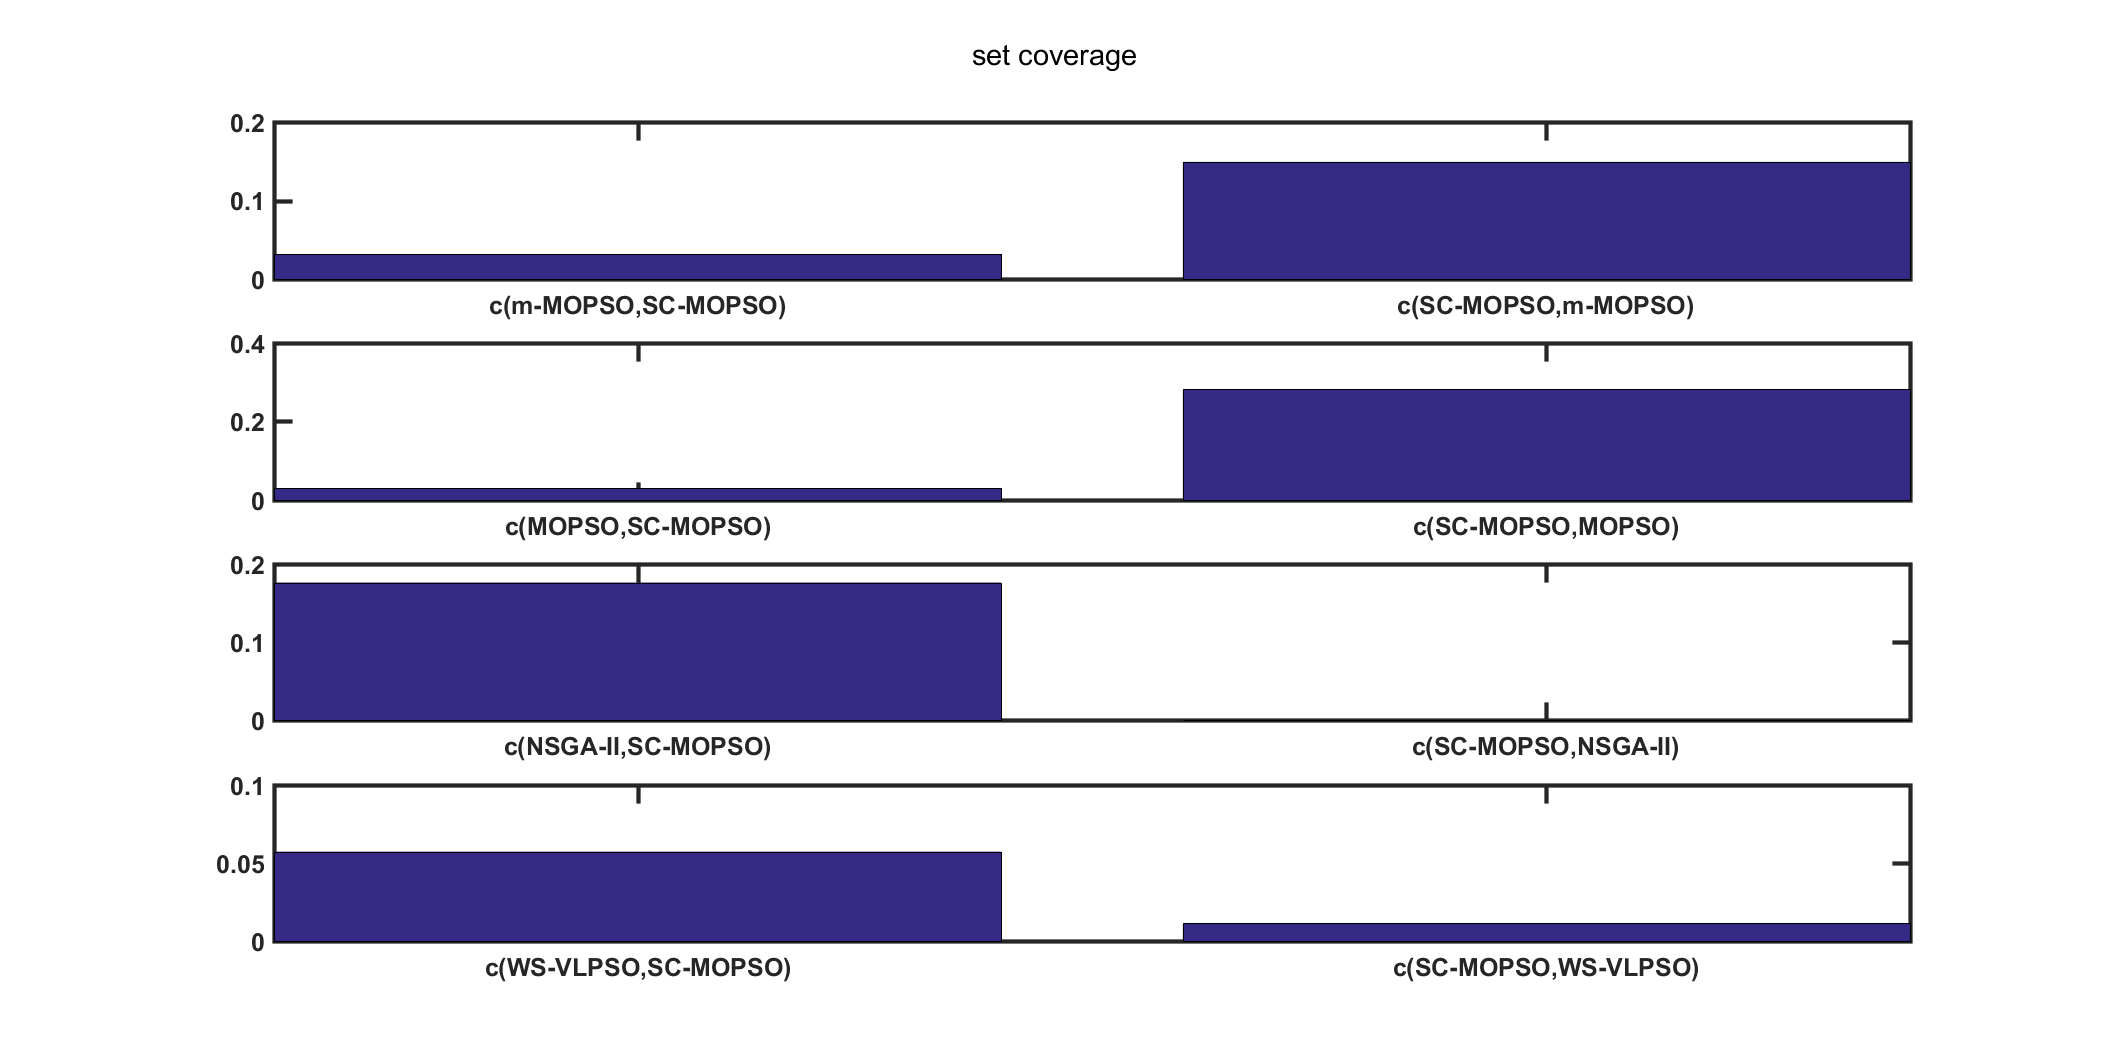 set coverage
0.2
0.1
0
c(m-MOPSO,SC-MOPSO) c(SC-MOPSO,m-MOPSO)
0.4
0.2
0
c(MOPSO,SC-MOPSO) c(SC-MOPSO,MOPSO)
0.2
0.1
0
c(NSGA-II,SC-MOPSO) c(SC-MOPSO,NSGA-II)
0.1
0.05
0
c(WS-VLPSO,SC-MOPSO) c(SC-MOPSO,WS-VLPSO)